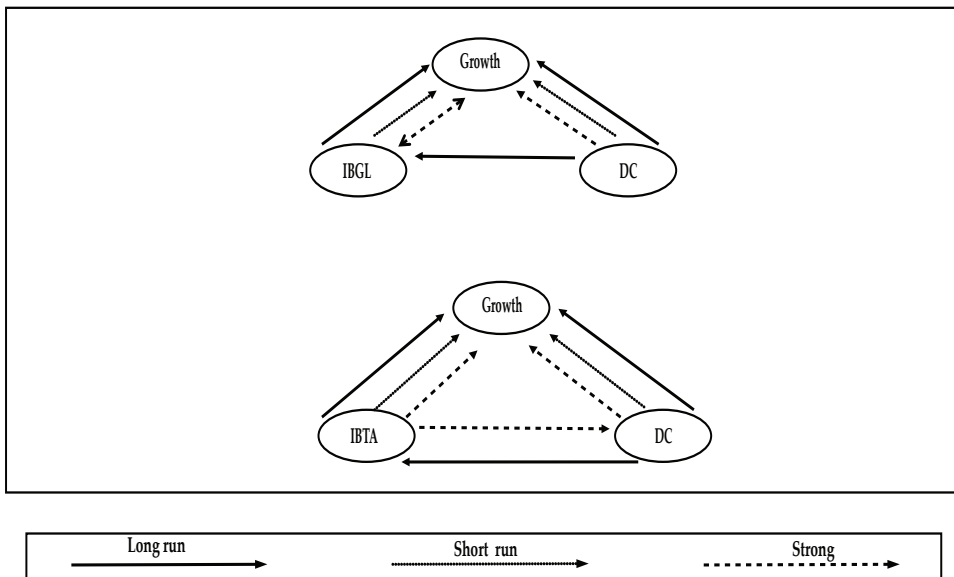 Growth
IBGL
DC
Growth
IBTA
DC
Long run
Short run
Strong